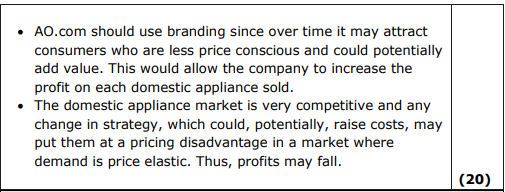 • AO.com should use branding since over time it may attract
consumers who are less price conscious and could potentially
add value. This would allow the company to increase the
profit on each domestic appliance sold.
• The domestic appliance market is very competitive and any
change in strategy, which could, potentially, raise costs, may
put them at a pricing disadvantage in a market where
demand is price elastic. Thus, profits may fall.
(20)